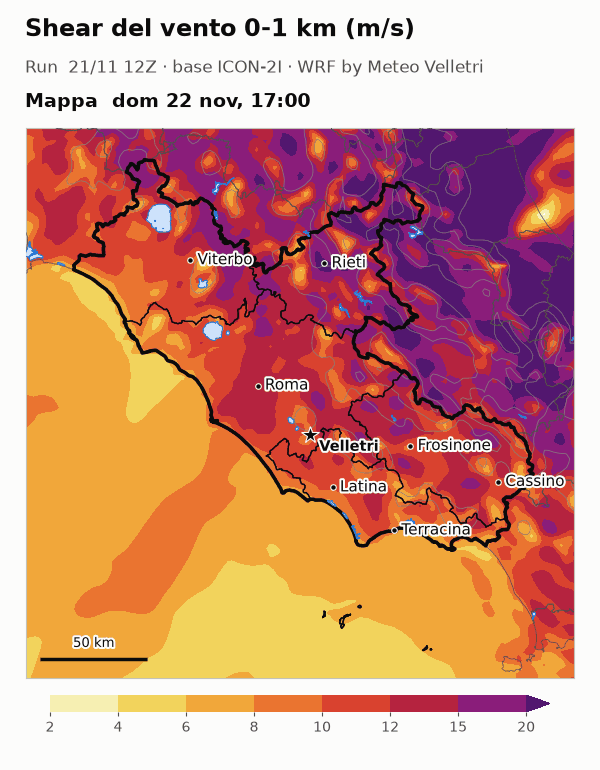 Shear del vento 0-1 km (m/s)
Run  21/11 12Z · base ICON-2I · WRF by Meteo Velletri
Mappa  dom 22 nov, 17:00
Viterbo
Rieti
Roma
Velletri
Frosinone
Latina
Cassino
Terracina
50 km
2 4 6 8 10 12 15 20